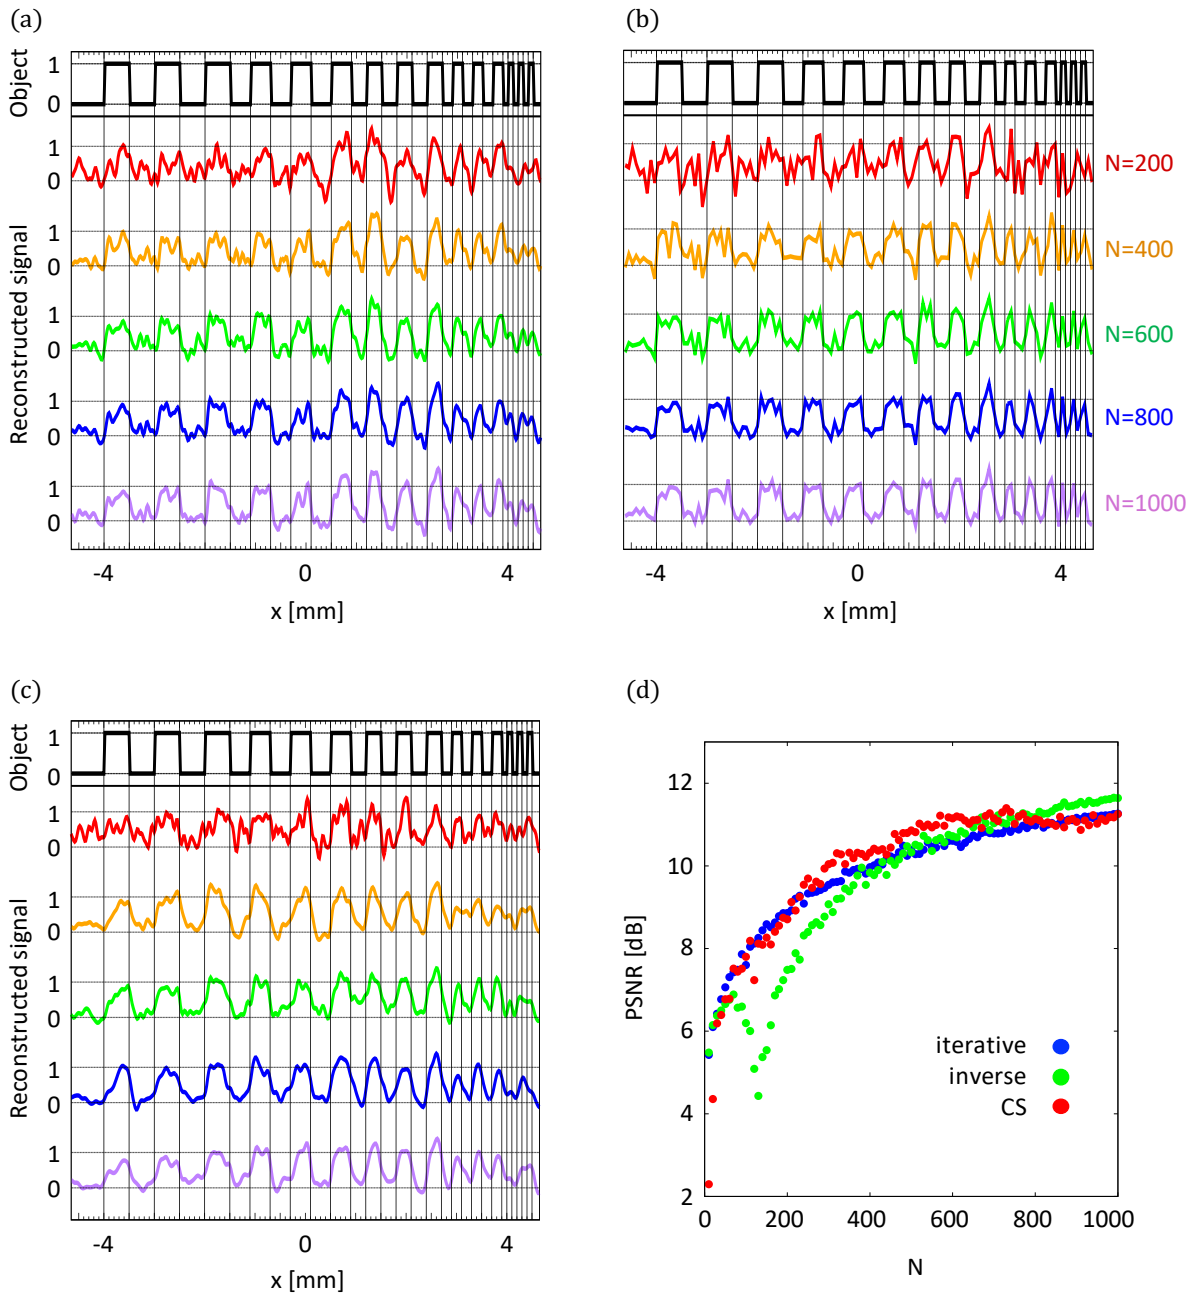 (a)
Object
1
0
Reconstructed signal
1
0
1
0
1
0
1
0
1
0
-4
0
4
x [mm]
(b)
N=200
N=400
N=600
N=800
N=1000
-4
0
4
x [mm]
(c)
Object
1
0
Reconstructed signal
1
0
1
0
1
0
1
0
1
0
-4
0
4
x [mm]
(d)
PSNR [dB]
12
10
8
6
4
2
iterative
inverse
CS
0
200
400
600
800
1000
N